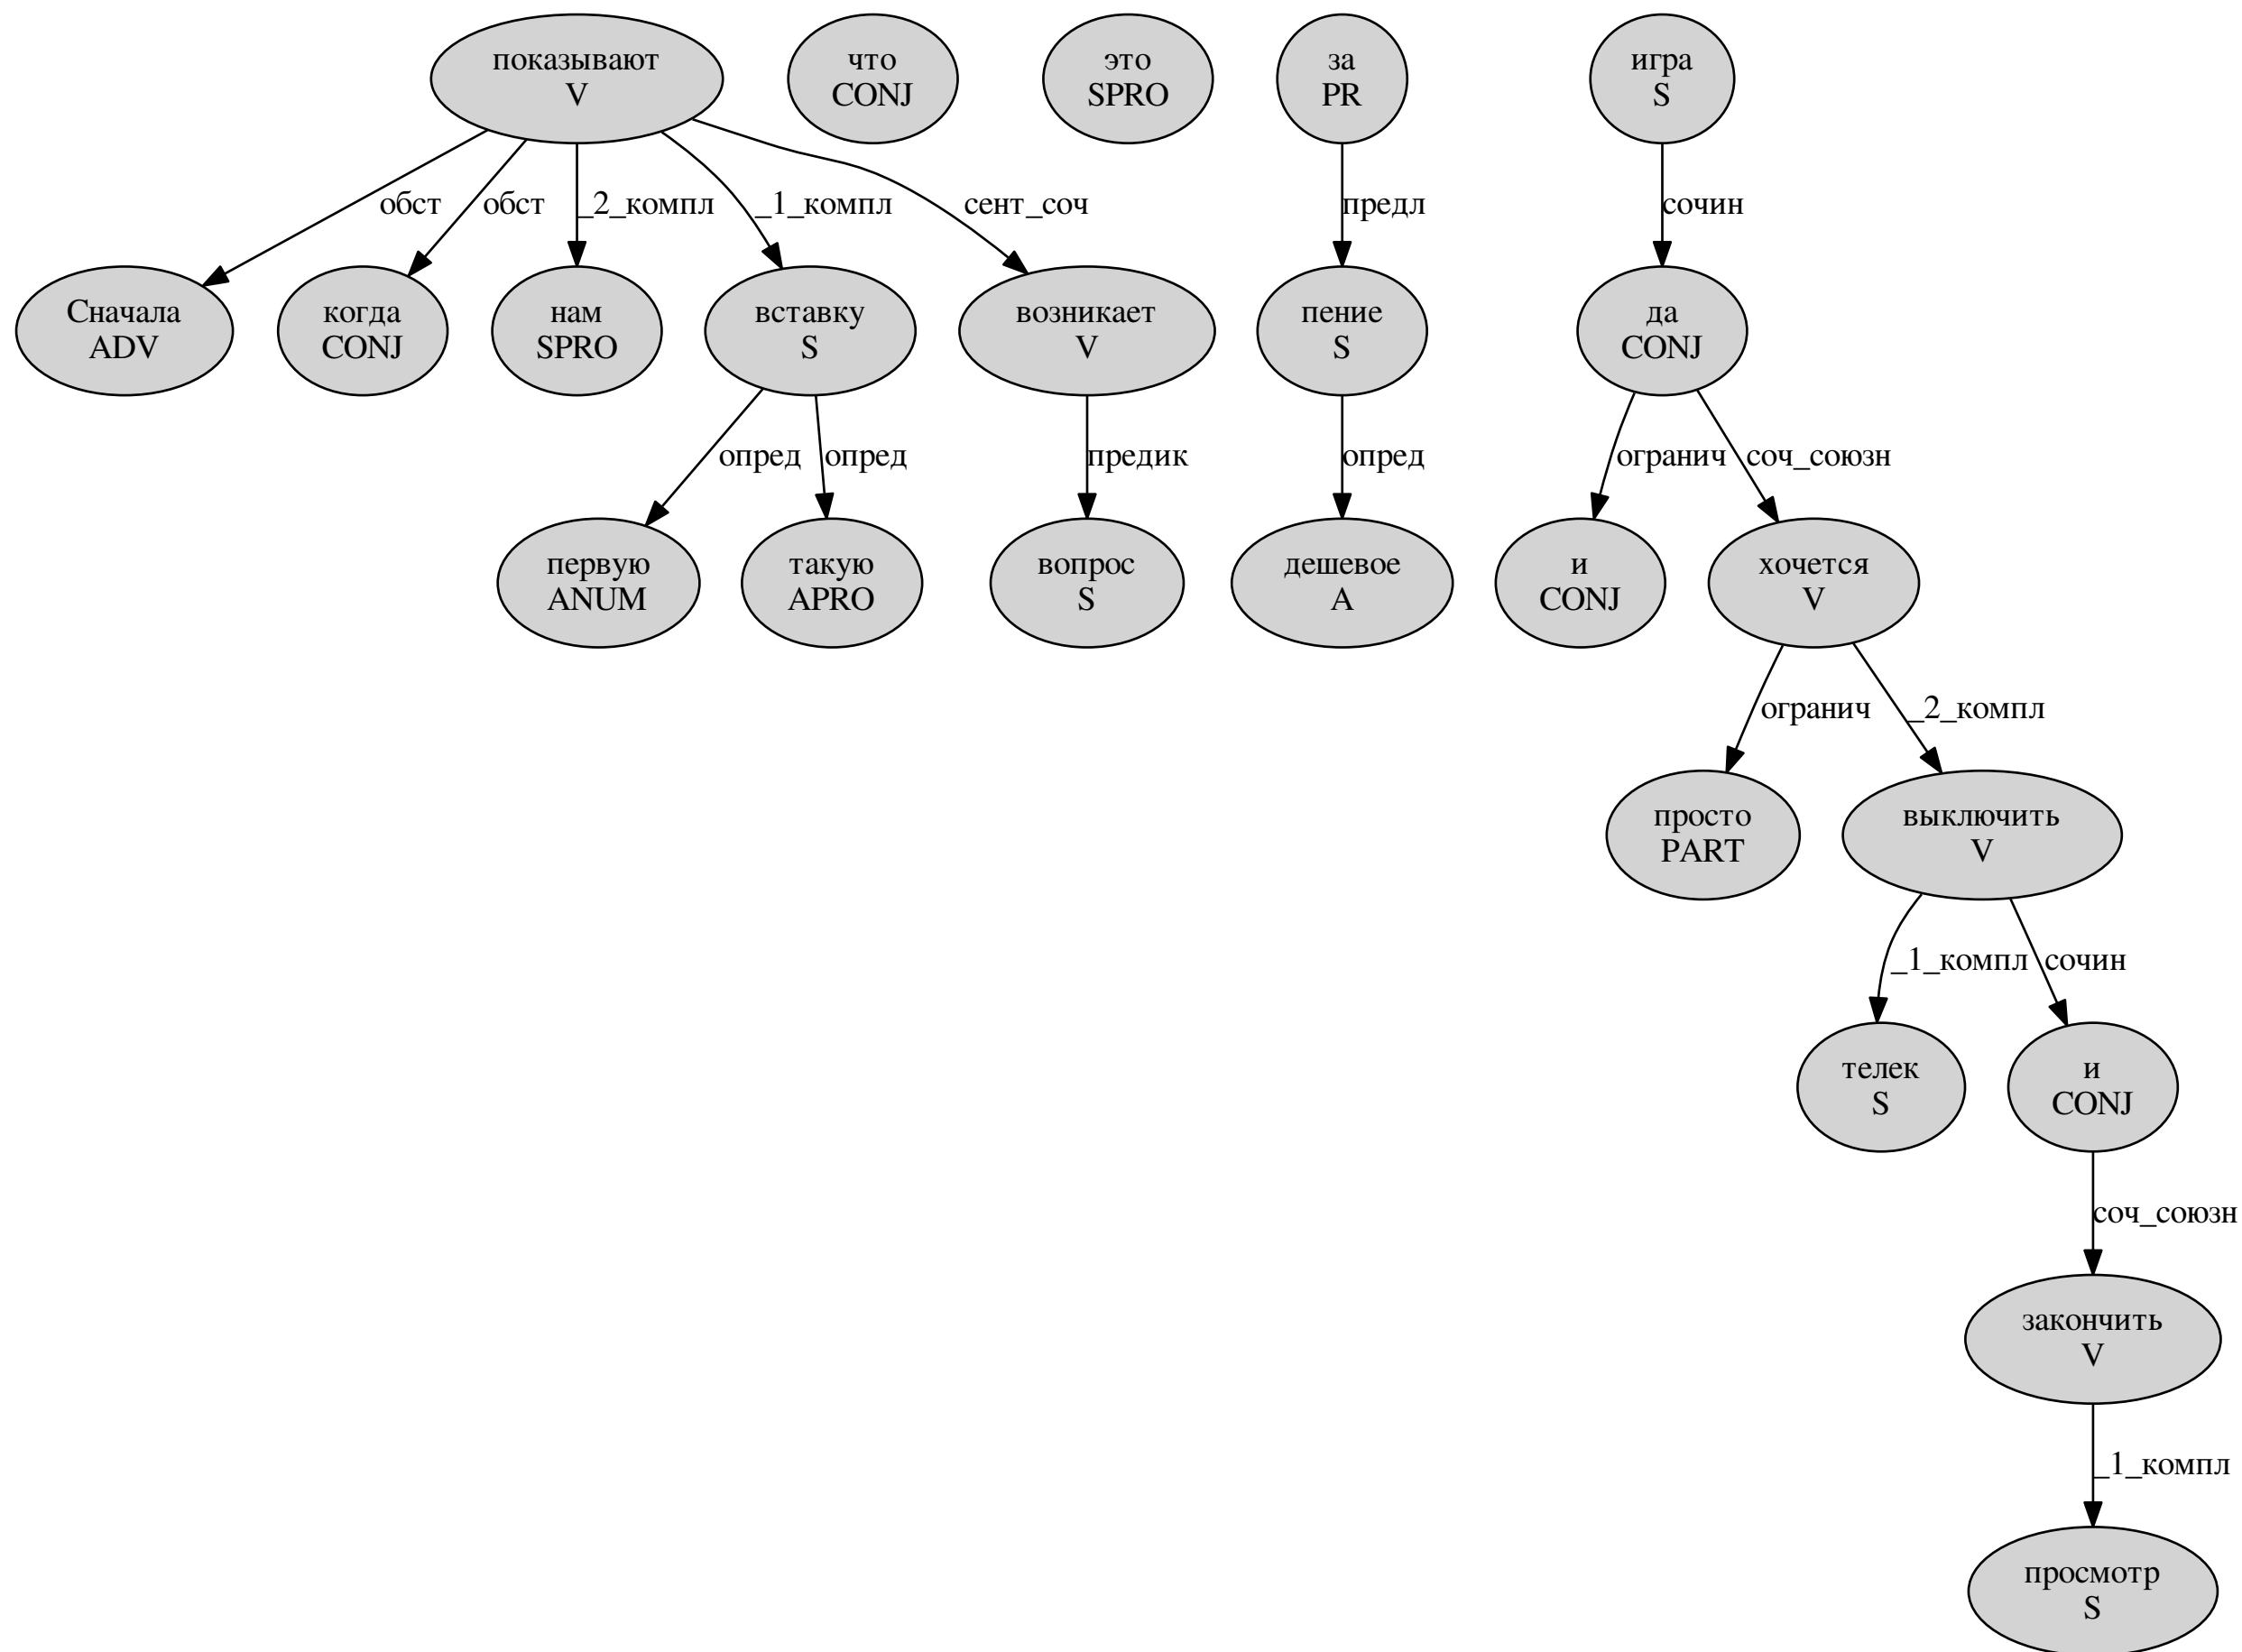 показывают
V
что
CONJ
это
SPRO
за
PR
игра
S
обст
обст
_2_компл
_1_компл
сент_соч
предл
сочин
Сначала
ADV
когда
CONJ
нам
SPRO
вставку
S
возникает
V
пение
S
да
CONJ
опред
опред
предик
опред
огранич
соч_союзн
первую
ANUM
такую
APRO
вопрос
S
дешевое
A
и
CONJ
хочется
V
огранич
_2_компл
просто
PART
выключить
V
_1_компл
сочин
телек
S
и
CONJ
соч_союзн
закончить
V
_1_компл
просмотр
S